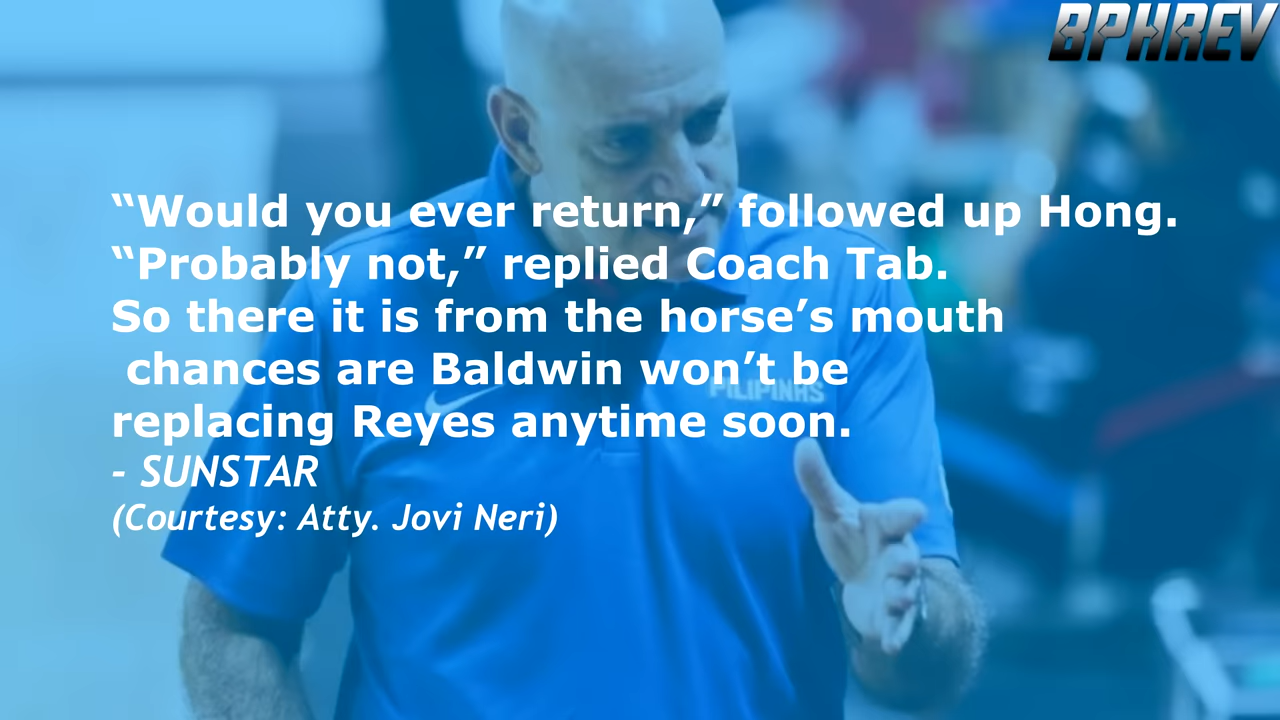 BPHREV
“Would you ever return,” followed up Hong.
“Probably not,” replied Coach Tab.
So there it is from the horse’s mouth
chances are Baldwin won’t be
PILIPINAS
replacing Reyes anytime soon.
- SUNSTAR
(Courtesy: Atty. Jovi Neri)